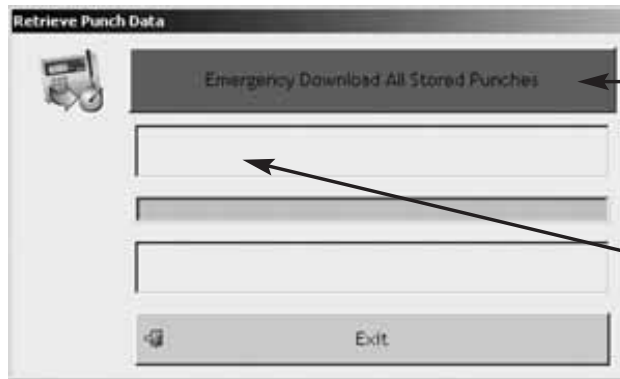 Retrieve Punch Data
Emergency Download All Stored Punches
Exit